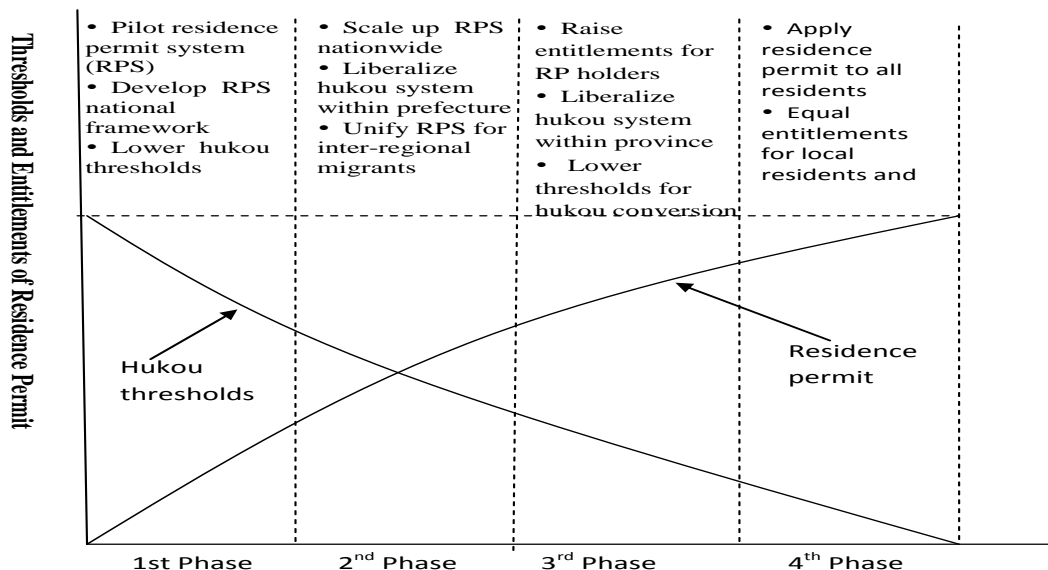 Thresholds and Entitlements of Residence Permit
• Pilot residence
permit system
(RPS)
• Develop RPS
national
framework
• Lower hukou
thresholds
• Scale up RPS
nationwide
• Liberalize
hukou system
within prefecture
• Unify RPS for
inter-regional
migrants
• Raise
entitlements for
RP holders
• Liberalize
hukou system
within province
• Lower
thresholds for
hukou conversion
• Apply
residence
permit to all
residents
• Equal
entitlements
for local
residents and
Hukou
thresholds
Residence
permit
1st Phase
2nd Phase
3rd Phase
4th Phase